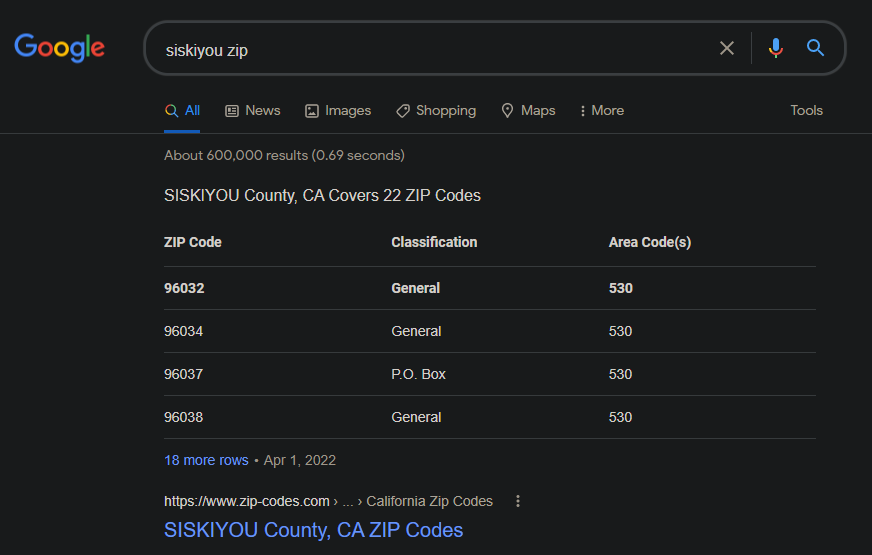 Google siskiyou zip
All News Images Shopping Maps More Tools
About 600,000 results (0.69 seconds)
SISKIYOU County, CA Covers 22 ZIP Codes
ZIP Code Classification Area Code(s)
96032 General 530
96034 General 530
96037 P.O. Box 530
96038 General 530
18 more rows • Apr 1, 2022
https://www.zip-codes.com › ... › California Zip Codes
SISKIYOU County, CA ZIP Codes